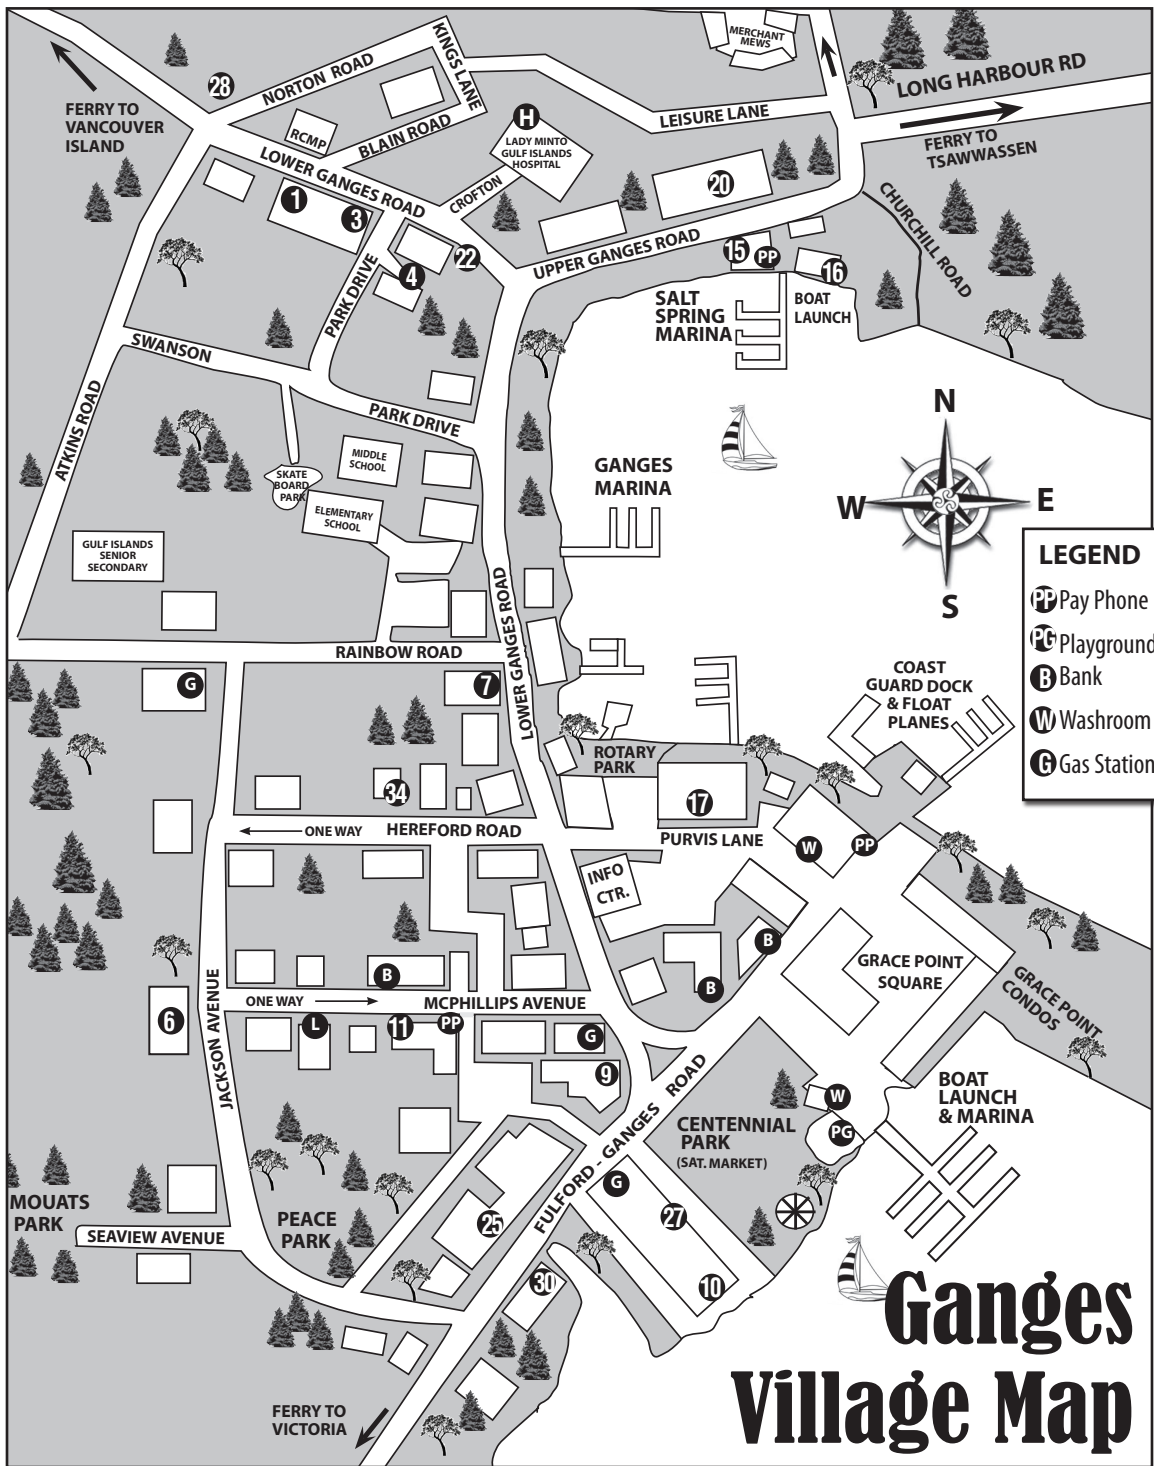 MERCHANT
MEWS
KINGS LANE
NORTON ROAD
28
LONG HARBOUR RD
FERRY TO
VANCOUVER
ISLAND
RCMP
BLAIN ROAD
LEISURE LANE
FERRY TO
TSAWWASSEN
H
LADY MINTO
GULF ISLANDS
HOSPITAL
LOWER GANGES ROAD
CROFTON
20
1
3
CHURCHILL ROAD
22
UPPER GANGES ROAD
15
PP
16
4
PARK DRIVE
SALT
SPRING
MARINA
BOAT
LAUNCH
SWANSON
PARK DRIVE
ATKINS ROAD
N
W
E
S
MIDDLE
SCHOOL
SKATE
BOARD
PARK
ELEMENTARY
SCHOOL
GANGES
MARINA
GULF ISLANDS
SENIOR
SECONDARY
LEGEND
PP Pay Phone
PG Playground
B Bank
W Washroom
G Gas Station
LOWER GANGES ROAD
RAINBOW ROAD
G
7
COAST
GUARD DOCK
& FLOAT
PLANES
ROTARY
PARK
34
17
ONE WAY
HEREFORD ROAD
PURVIS LANE
W
PP
INFO
CTR.
B
B
B
GRACE POINT
SQUARE
GRACE POINT
CONDOS
ONE WAY
MCPHILLIPS AVENUE
6
JACKSON AVENUE
L
11
PP
G
9
BOAT
LAUNCH
& MARINA
W
PG
CENTENNIAL
PARK
(SAT. MARKET)
FULFORD - GANGES ROAD
G
27
10
25
30
MOUATS
PARK
PEACE
PARK
SEAVIEW AVENUE
FERRY TO
VICTORIA
Ganges
Village Map